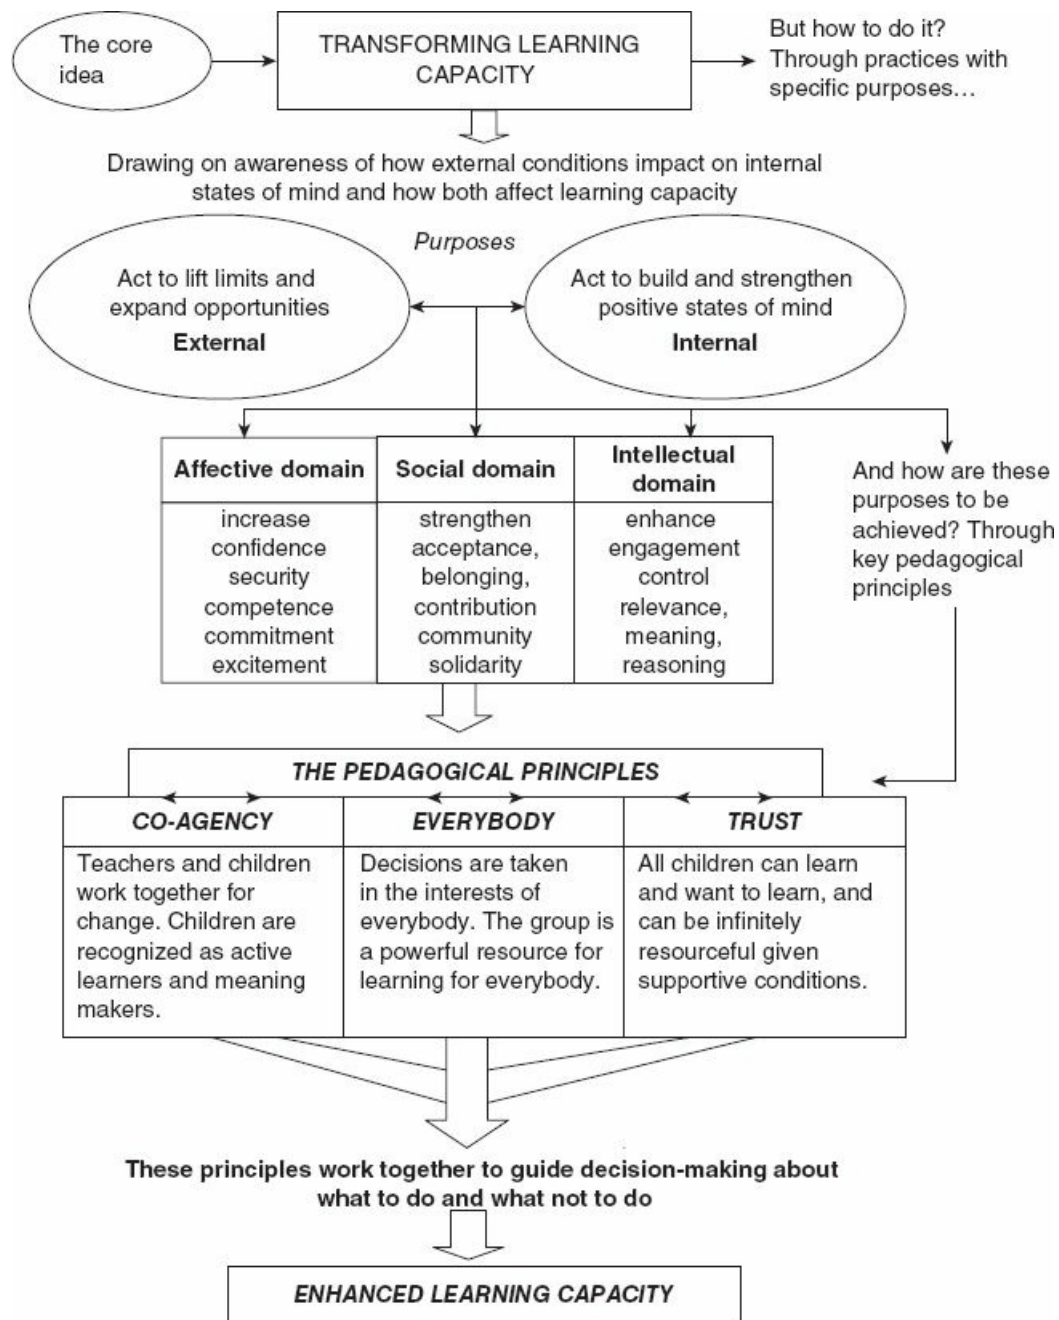 The core
idea
TRANSFORMING LEARNING
CAPACITY
But how to do it?
Through practices with
specific purposes…
Drawing on awareness of how external conditions impact on internal
states of mind and how both affect learning capacity
Purposes
Act to lift limits and
expand opportunities
External
Act to build and strengthen
positive states of mind
Internal
Affective domain
increase
confidence
security
competence
commitment
excitement
Social domain
strengthen
acceptance,
belonging,
contribution
community
solidarity
Intellectual
domain
enhance
engagement
control
relevance,
meaning,
reasoning
And how are these
purposes to be
achieved? Through
key pedagogical
principles
THE PEDAGOGICAL PRINCIPLES
CO-AGENCY
Teachers and children
work together for
change. Children are
recognized as active
learners and meaning
makers.
EVERYBODY
Decisions are taken
in the interests of
everybody. The group is
a powerful resource for
learning for everybody.
TRUST
All children can learn
and want to learn, and
can be infinitely
resourceful given
supportive conditions.
These principles work together to guide decision-making about
what to do and what not to do
ENHANCED LEARNING CAPACITY